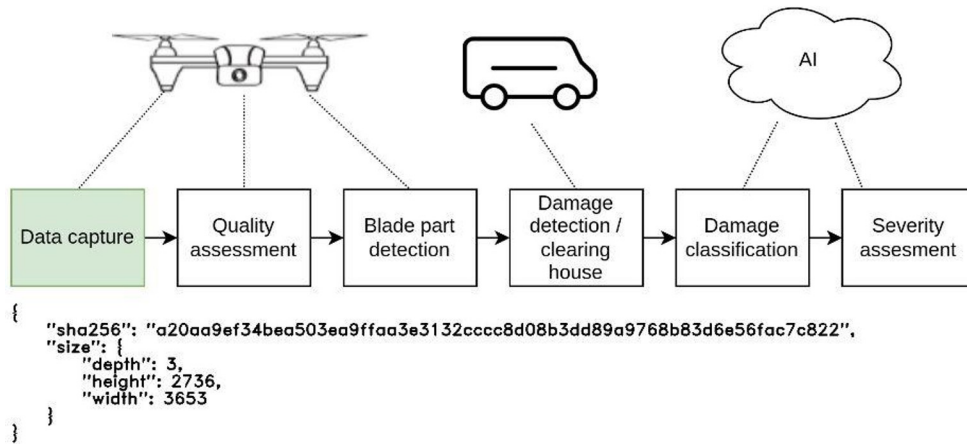 AI
Data capture
Quality
assessment
Blade part
detection
Damage
detection /
clearing
house
Damage
classification
Severity
assesment
{
"sha256": "a20aa9ef34bea503ea9ffaa3e3132cccc8d08b3dd89a9768b83d6e56fac7c822",
"size": {
"depth": 3,
"height": 2736,
"width": 3653
}
}